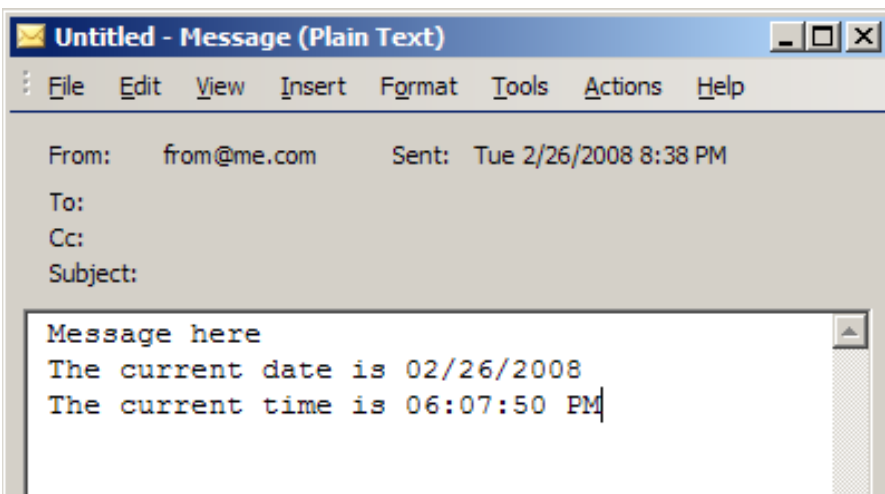 Untitled - Message (Plain Text)
File Edit View Insert Format Tools Actions Help
From: from@me.com Sent: Tue 2/26/2008 8:38 PM
To:
Cc:
Subject:
Message here
The current date is 02/26/2008
The current time is 06:07:50 PM